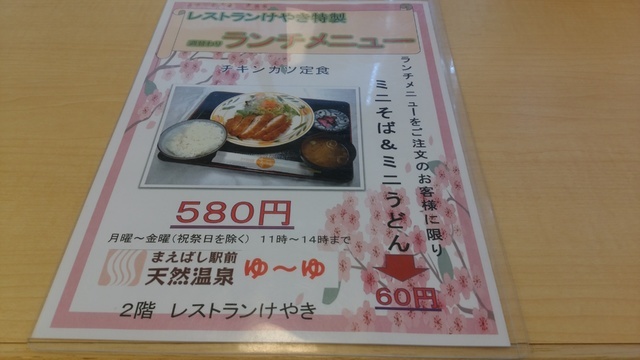 レストランけやき特製
ランチメニュー
チキンカツ定食
ランチメニューをご注文のお客様に限り
ミニそば&ミニうどん
60円
580円
月曜~金曜(祝祭日を除く) 11時~14時まで
まえばし駅前
天然温泉 ゆ~ゆ
2階 レストランけやき